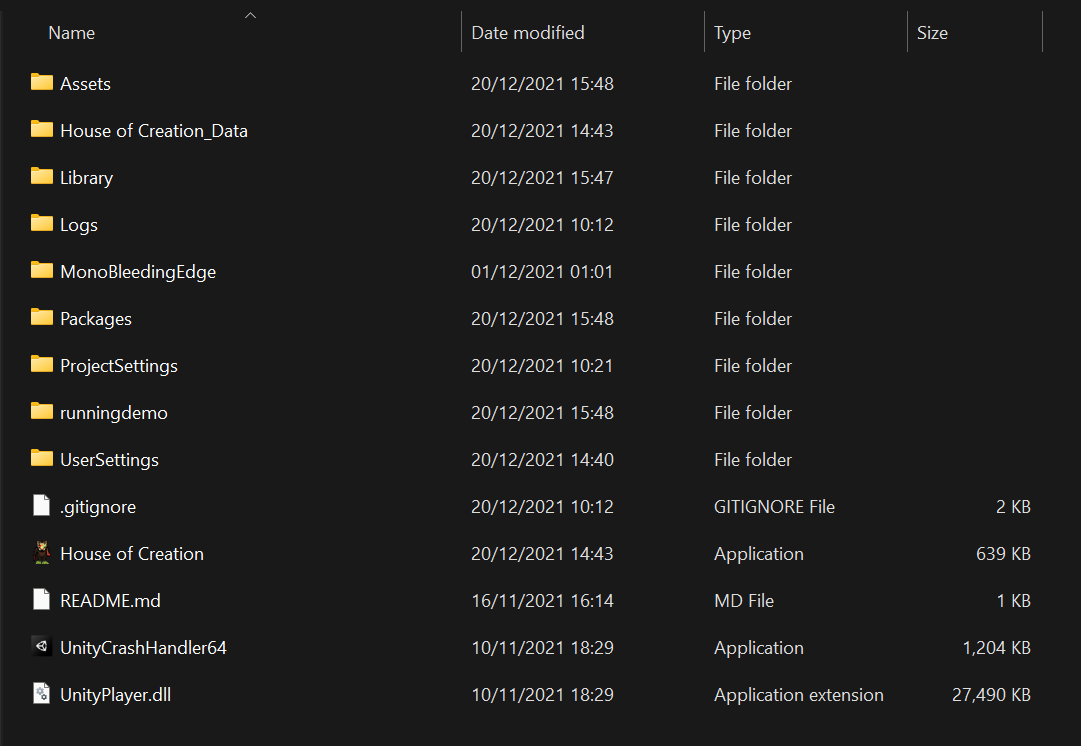 Name Date modified Type Size
Assets 20/12/2021 15:48 File folder
House of Creation_Data 20/12/2021 14:43 File folder
Library 20/12/2021 15:47 File folder
Logs 20/12/2021 10:12 File folder
MonoBleedingEdge 01/12/2021 01:01 File folder
Packages 20/12/2021 15:48 File folder
ProjectSettings 20/12/2021 10:21 File folder
runningdemo 20/12/2021 15:48 File folder
UserSettings 20/12/2021 14:40 File folder
.gitignore 20/12/2021 10:12 GITIGNORE File 2 KB
House of Creation 20/12/2021 14:43 Application 639 KB
README.md 16/11/2021 16:14 MD File 1 KB
UnityCrashHandler64 10/11/2021 18:29 Application 1,204 KB
UnityPlayer.dll 10/11/2021 18:29 Application extension 27,490 KB